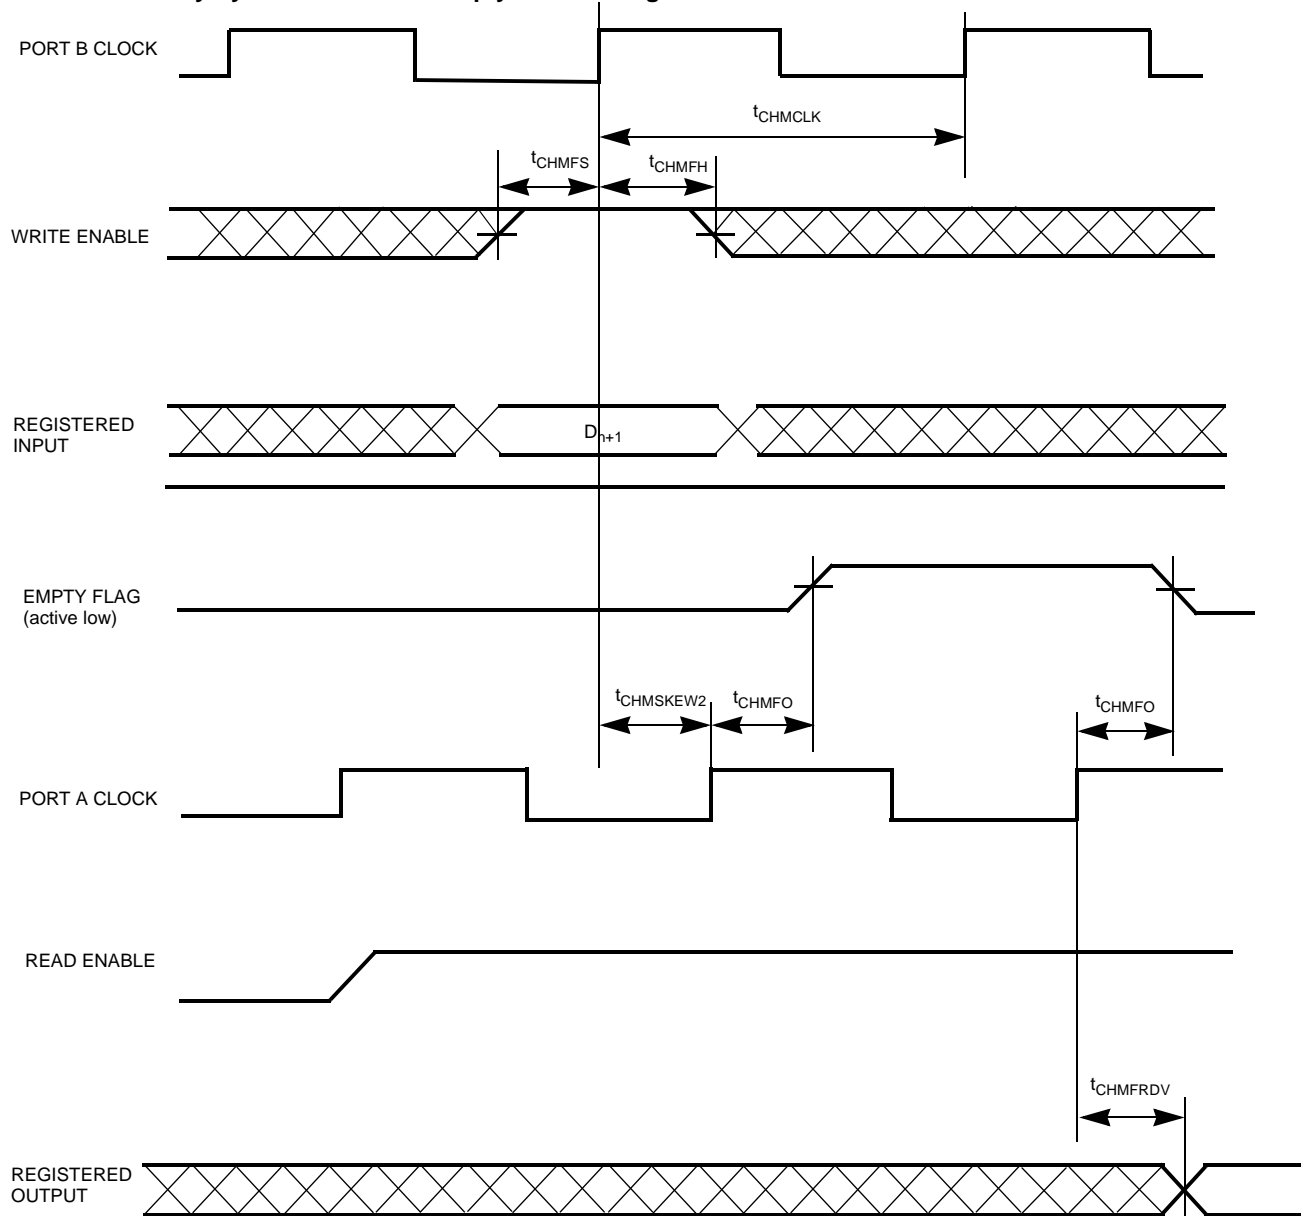 PORT B CLOCK
tCHMCLK
tCHMFS
tCHMFH
WRITE ENABLE
REGISTERED
INPUT
Dn+1
EMPTY FLAG
(active low)
tCHMSKEW2
tCHMFO
tCHMFO
PORT A CLOCK
READ ENABLE
tCHMFRDV
REGISTERED
OUTPUT